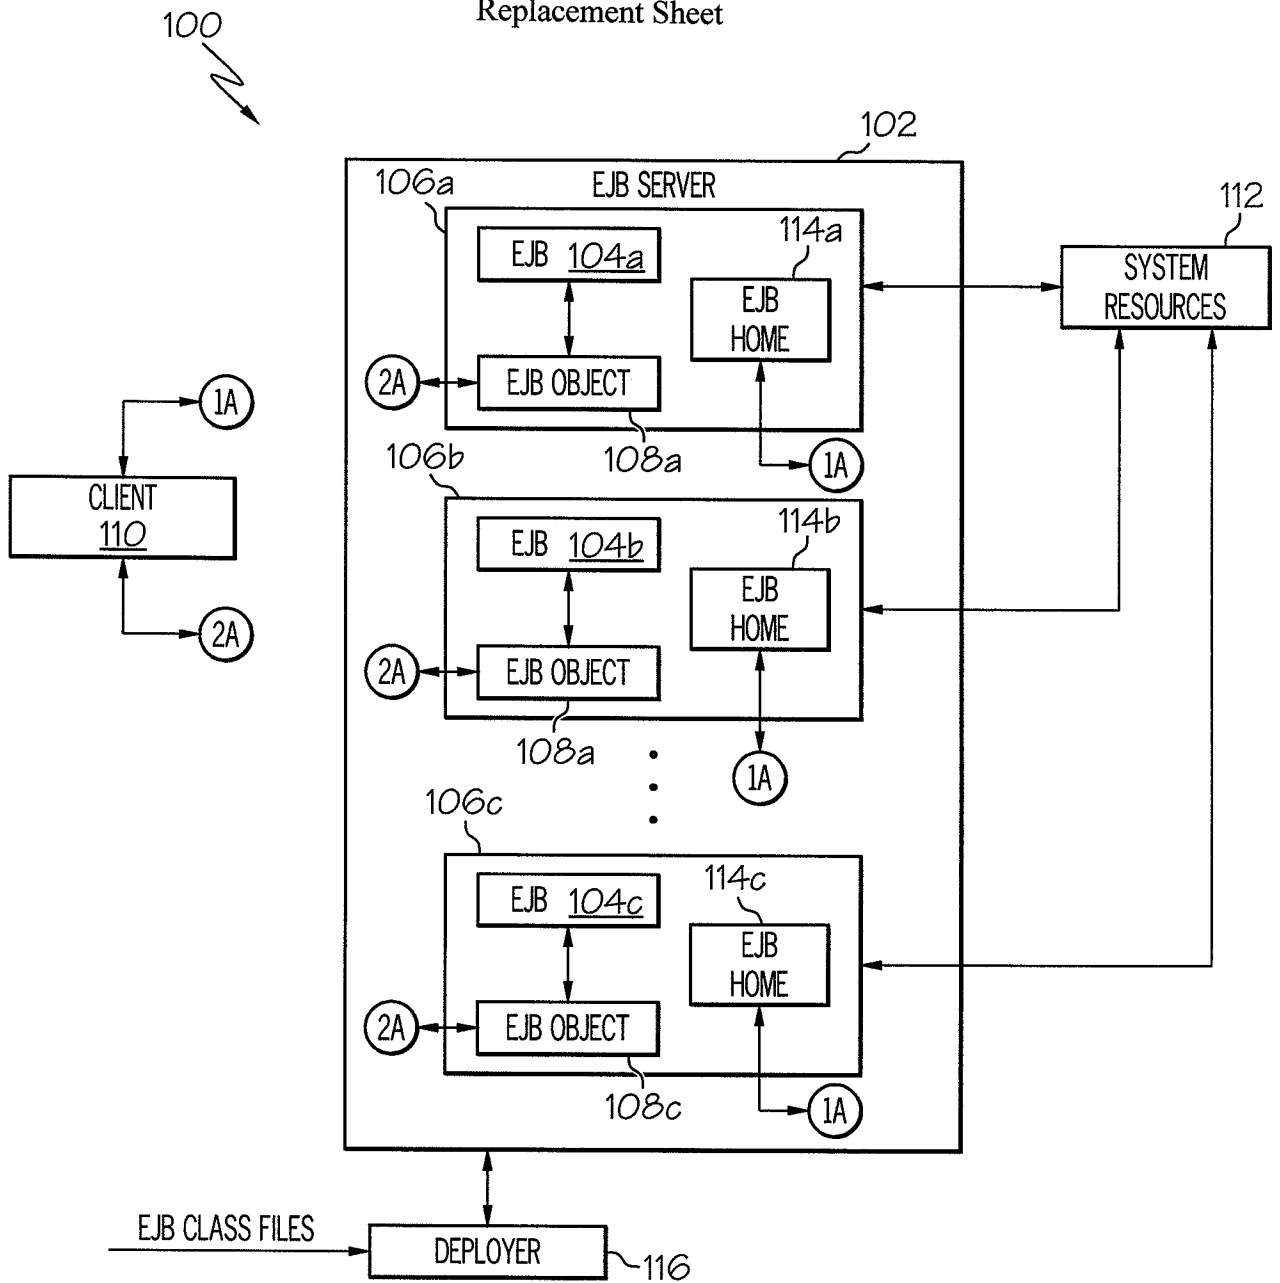 Replacement Sheet
100
102
EJB SERVER
106a
112
EJB 104a
114a
SYSTEM
RESOURCES
EJB
HOME
2A
EJB OBJECT
1A
108a
1A
106b
CLIENT
110
EJB 104b
114b
EJB
HOME
2A
2A
EJB OBJECT
108a
1A
106c
EJB 104c
114c
EJB
HOME
2A
EJB OBJECT
108c
1A
EJB CLASS FILES
DEPLOYER
116